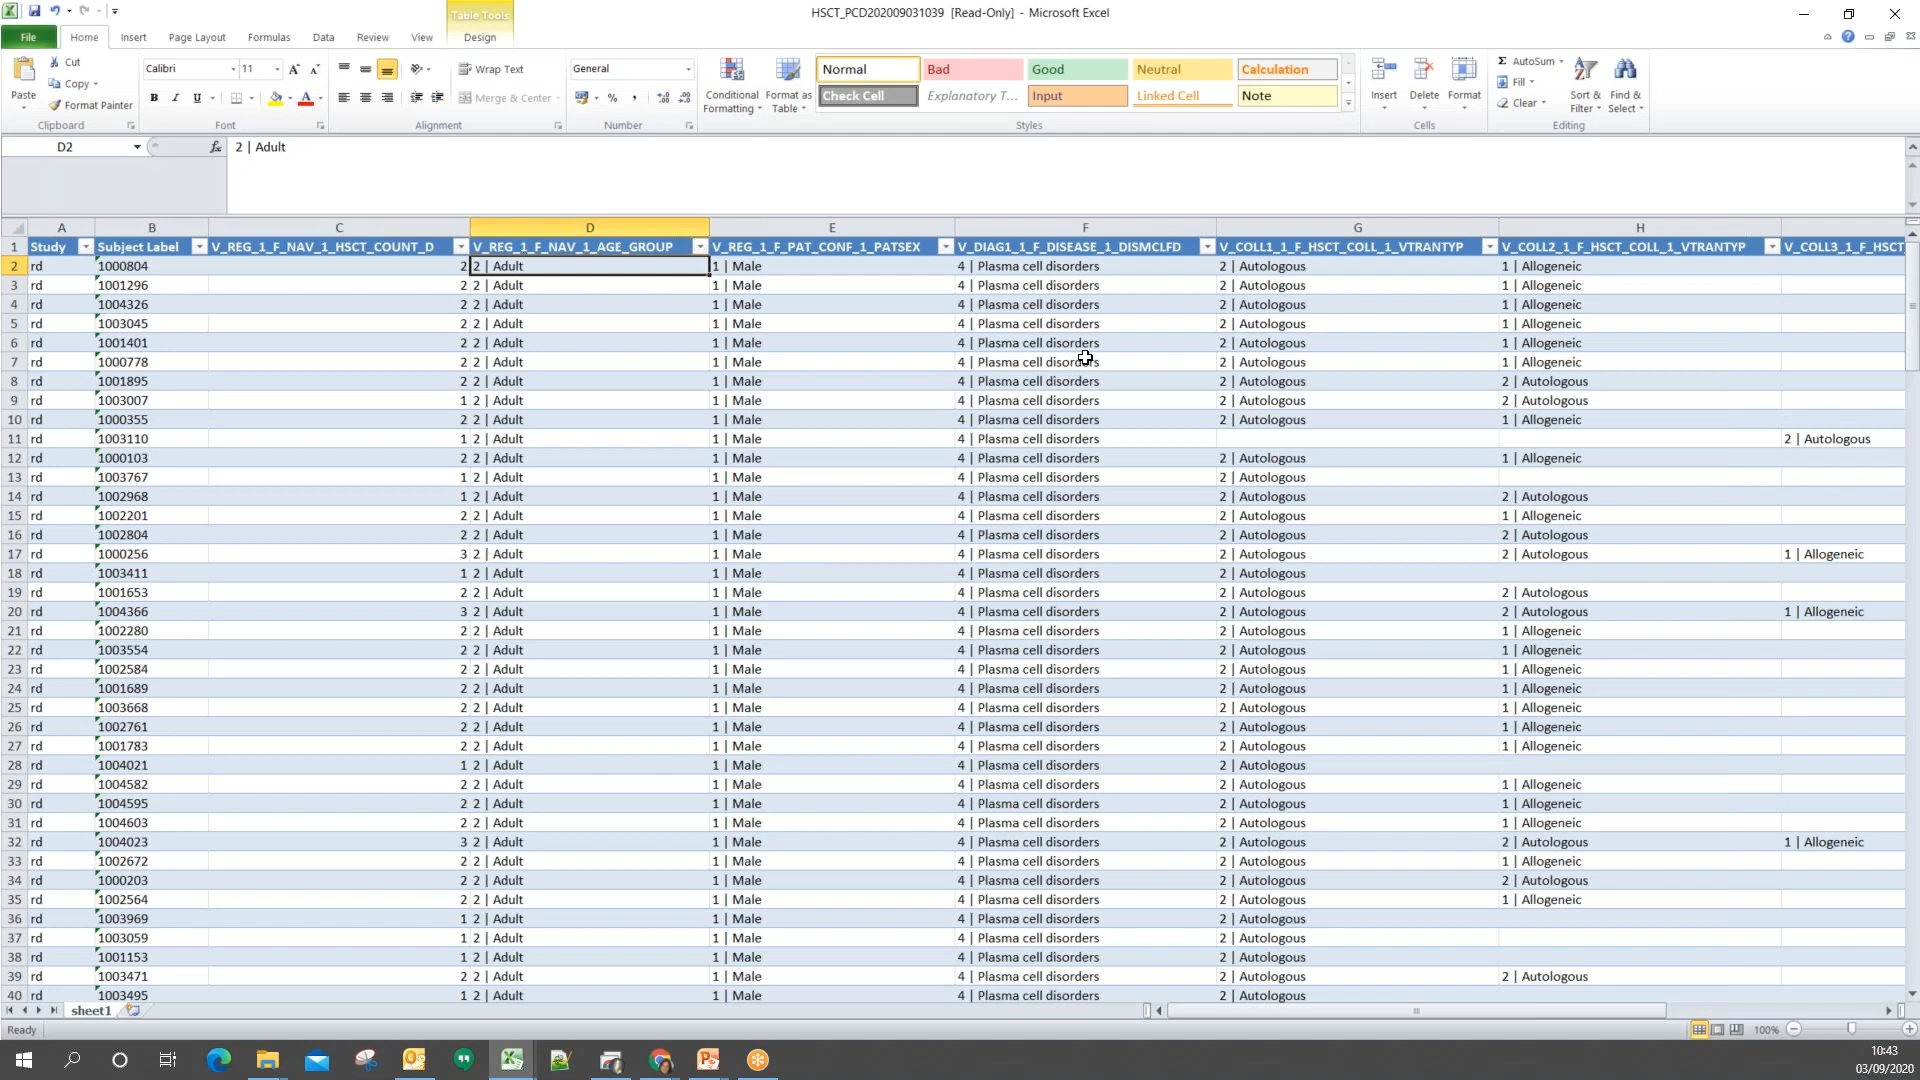 HSCT_PCD202009031039 [Read-Only] - Microsoft Excel
Table Tools
File Home Insert Page Layout Formulas Data Review View Design
Paste Cut Copy Format Painter Clipboard
Calibri 11 Font
Wrap Text Merge & Center Alignment
General Number
Conditional Formatting Format as Table
Normal Bad Good Neutral Calculation
Check Cell Explanatory T... Input Linked Cell Note
Styles
Insert Delete Format Cells
AutoSum Fill Clear Sort & Filter Find & Select Editing
D2 fx 2 | Adult
A B C D E F G H
1 Study Subject Label V_REG_1_F_NAV_1_HSCT_COUNT_D V_REG_1_F_NAV_1_AGE_GROUP V_REG_1_F_PAT_CONF_1_PATSEX V_DIAG1_1_F_DISEASE_1_DISMCLFD V_COLL1_1_F_HSCT_COLL_1_VTRANTYP V_COLL2_1_F_HSCT_COLL_1_VTRANTYP V_COLL3_1_F_HSCT
2 rd 1000804 2 2 | Adult 1 | Male 4 | Plasma cell disorders 2 | Autologous 1 | Allogeneic
3 rd 1001296 2 2 | Adult 1 | Male 4 | Plasma cell disorders 2 | Autologous 1 | Allogeneic
4 rd 1004326 2 2 | Adult 1 | Male 4 | Plasma cell disorders 2 | Autologous 1 | Allogeneic
5 rd 1003045 2 2 | Adult 1 | Male 4 | Plasma cell disorders 2 | Autologous 1 | Allogeneic
6 rd 1001401 2 2 | Adult 1 | Male 4 | Plasma cell disorders 2 | Autologous 1 | Allogeneic
7 rd 1000778 2 2 | Adult 1 | Male 4 | Plasma cell disorders 2 | Autologous 1 | Allogeneic
8 rd 1001895 2 2 | Adult 1 | Male 4 | Plasma cell disorders 2 | Autologous 2 | Autologous
9 rd 1003007 1 2 | Adult 1 | Male 4 | Plasma cell disorders 2 | Autologous 2 | Autologous
10 rd 1000355 2 2 | Adult 1 | Male 4 | Plasma cell disorders 2 | Autologous 1 | Allogeneic
11 rd 1003110 1 2 | Adult 1 | Male 4 | Plasma cell disorders 2 | Autologous
12 rd 1000103 2 2 | Adult 1 | Male 4 | Plasma cell disorders 2 | Autologous 1 | Allogeneic
13 rd 1003767 1 2 | Adult 1 | Male 4 | Plasma cell disorders 2 | Autologous
14 rd 1002968 1 2 | Adult 1 | Male 4 | Plasma cell disorders 2 | Autologous 2 | Autologous
15 rd 1002201 2 2 | Adult 1 | Male 4 | Plasma cell disorders 2 | Autologous 1 | Allogeneic
16 rd 1002804 2 2 | Adult 1 | Male 4 | Plasma cell disorders 2 | Autologous 2 | Autologous
17 rd 1000256 3 2 | Adult 1 | Male 4 | Plasma cell disorders 2 | Autologous 2 | Autologous 1 | Allogeneic
18 rd 1003411 1 2 | Adult 1 | Male 4 | Plasma cell disorders 2 | Autologous
19 rd 1001653 2 2 | Adult 1 | Male 4 | Plasma cell disorders 2 | Autologous 2 | Autologous
20 rd 1004366 3 2 | Adult 1 | Male 4 | Plasma cell disorders 2 | Autologous 2 | Autologous 1 | Allogeneic
21 rd 1002280 2 2 | Adult 1 | Male 4 | Plasma cell disorders 2 | Autologous 1 | Allogeneic
22 rd 1003554 2 2 | Adult 1 | Male 4 | Plasma cell disorders 2 | Autologous 1 | Allogeneic
23 rd 1002584 2 2 | Adult 1 | Male 4 | Plasma cell disorders 2 | Autologous 1 | Allogeneic
24 rd 1001689 2 2 | Adult 1 | Male 4 | Plasma cell disorders 2 | Autologous 1 | Allogeneic
25 rd 1003668 2 2 | Adult 1 | Male 4 | Plasma cell disorders 2 | Autologous 1 | Allogeneic
26 rd 1002761 2 2 | Adult 1 | Male 4 | Plasma cell disorders 2 | Autologous 1 | Allogeneic
27 rd 1001783 2 2 | Adult 1 | Male 4 | Plasma cell disorders 2 | Autologous 1 | Allogeneic
28 rd 1004021 1 2 | Adult 1 | Male 4 | Plasma cell disorders 2 | Autologous
29 rd 1004582 2 2 | Adult 1 | Male 4 | Plasma cell disorders 2 | Autologous 1 | Allogeneic
30 rd 1004595 2 2 | Adult 1 | Male 4 | Plasma cell disorders 2 | Autologous 1 | Allogeneic
31 rd 1004603 2 2 | Adult 1 | Male 4 | Plasma cell disorders 2 | Autologous 1 | Allogeneic
32 rd 1004023 3 2 | Adult 1 | Male 4 | Plasma cell disorders 2 | Autologous 2 | Autologous 1 | Allogeneic
33 rd 1002672 2 2 | Adult 1 | Male 4 | Plasma cell disorders 2 | Autologous 1 | Allogeneic
34 rd 1000203 2 2 | Adult 1 | Male 4 | Plasma cell disorders 2 | Autologous 2 | Autologous
35 rd 1002564 2 2 | Adult 1 | Male 4 | Plasma cell disorders 2 | Autologous 1 | Allogeneic
36 rd 1003969 1 2 | Adult 1 | Male 4 | Plasma cell disorders 2 | Autologous
37 rd 1003059 1 2 | Adult 1 | Male 4 | Plasma cell disorders 2 | Autologous
38 rd 1001153 1 2 | Adult 1 | Male 4 | Plasma cell disorders 2 | Autologous
39 rd 1003471 2 2 | Adult 1 | Male 4 | Plasma cell disorders 2 | Autologous 2 | Autologous
40 rd 1003495 1 2 | Adult 1 | Male 4 | Plasma cell disorders 2 | Autologous
sheet1
Ready 100%
10:43
03/09/2020